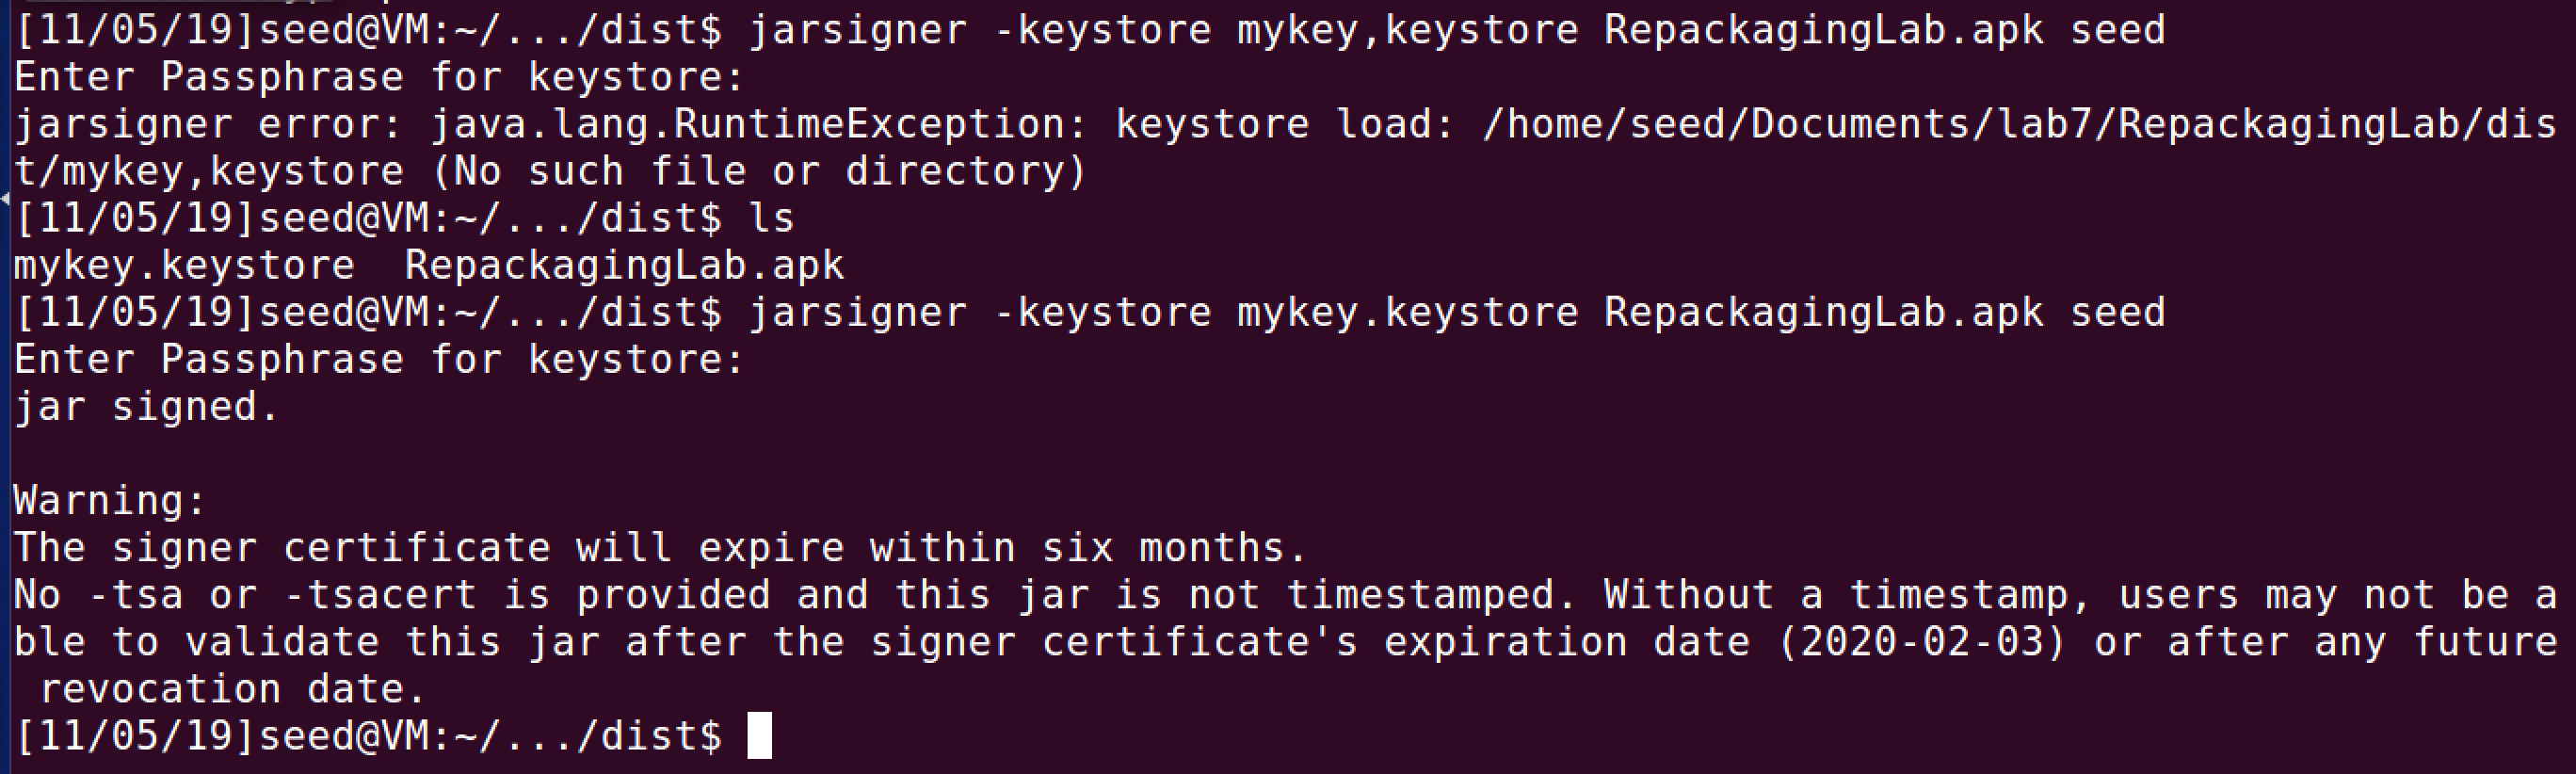 [11/05/19]seed@VM:~/.../dist$ jarsigner -keystore mykey,keystore RepackagingLab.apk seed
Enter Passphrase for keystore:
jarsigner error: java.lang.RuntimeException: keystore load: /home/seed/Documents/lab7/RepackagingLab/dis
t/mykey,keystore (No such file or directory)
[11/05/19]seed@VM:~/.../dist$ ls
mykey.keystore  RepackagingLab.apk
[11/05/19]seed@VM:~/.../dist$ jarsigner -keystore mykey.keystore RepackagingLab.apk seed
Enter Passphrase for keystore:
jar signed.

Warning:
The signer certificate will expire within six months.
No -tsa or -tsacert is provided and this jar is not timestamped. Without a timestamp, users may not be a
ble to validate this jar after the signer certificate's expiration date (2020-02-03) or after any future
 revocation date.
[11/05/19]seed@VM:~/.../dist$